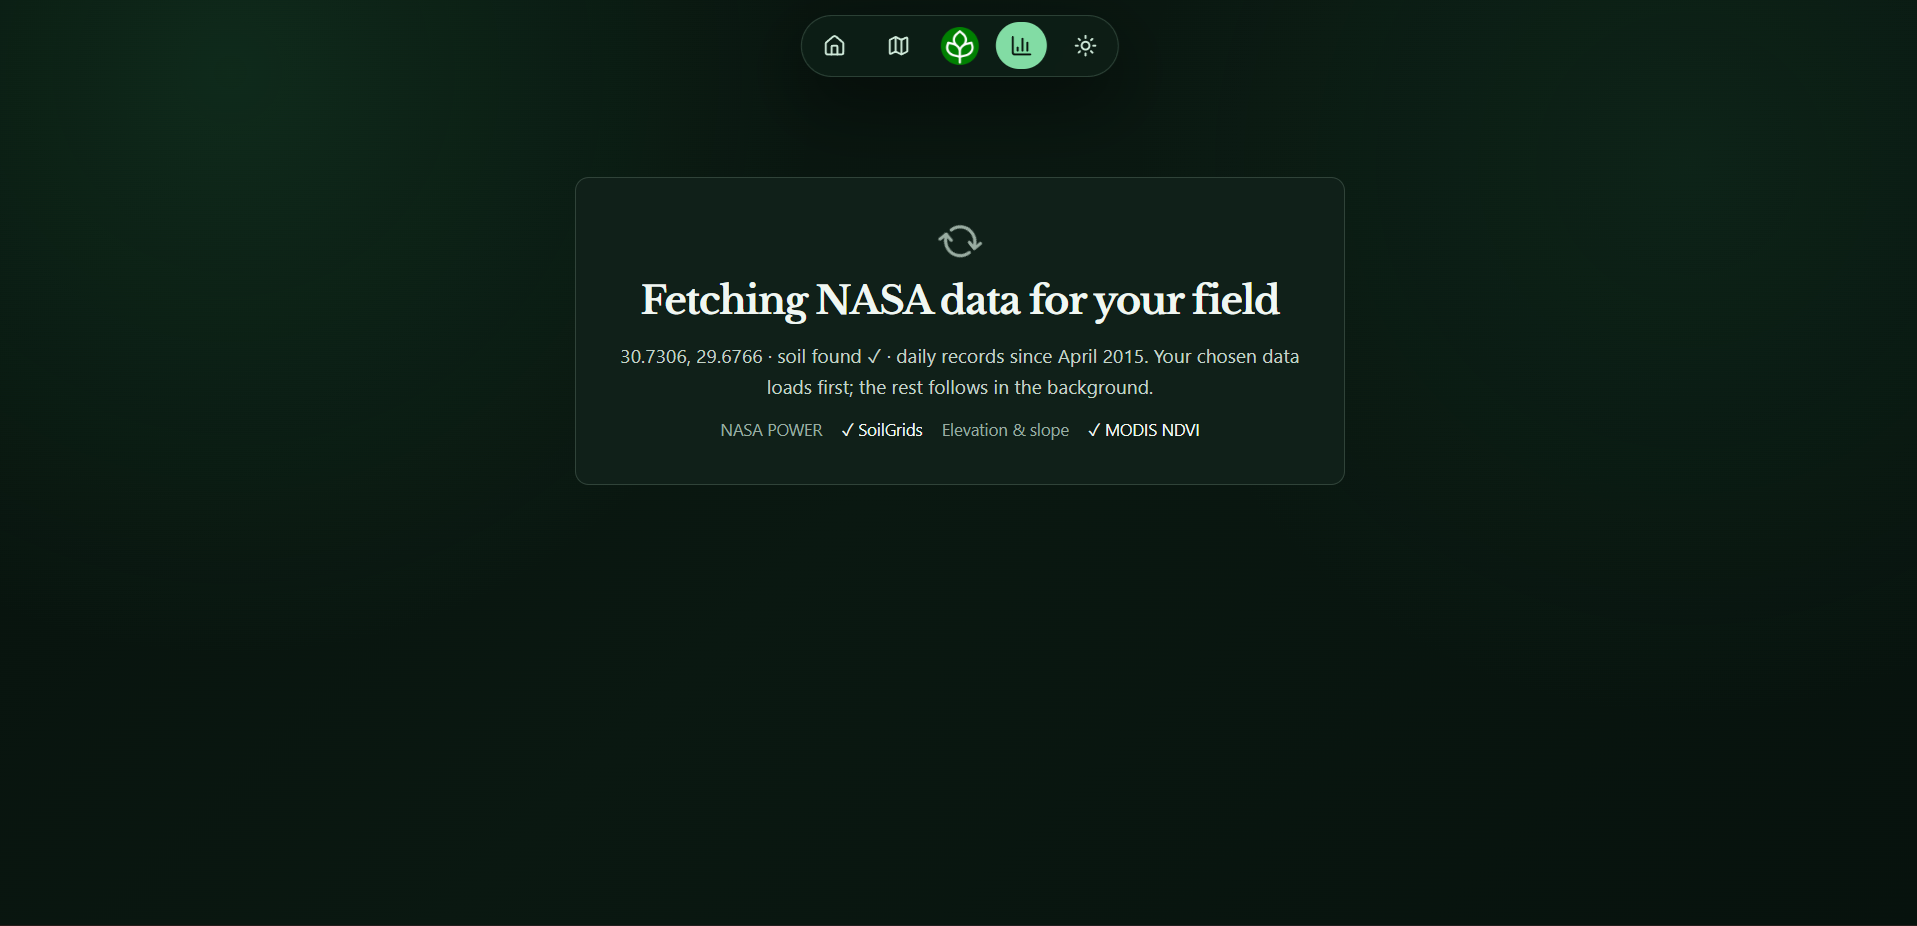 Fetching NASA data for your field
30.7306, 29.6766 · soil found ✓ · daily records since April 2015. Your chosen data
loads first; the rest follows in the background.
NASA POWER ✓ SoilGrids Elevation & slope ✓ MODIS NDVI